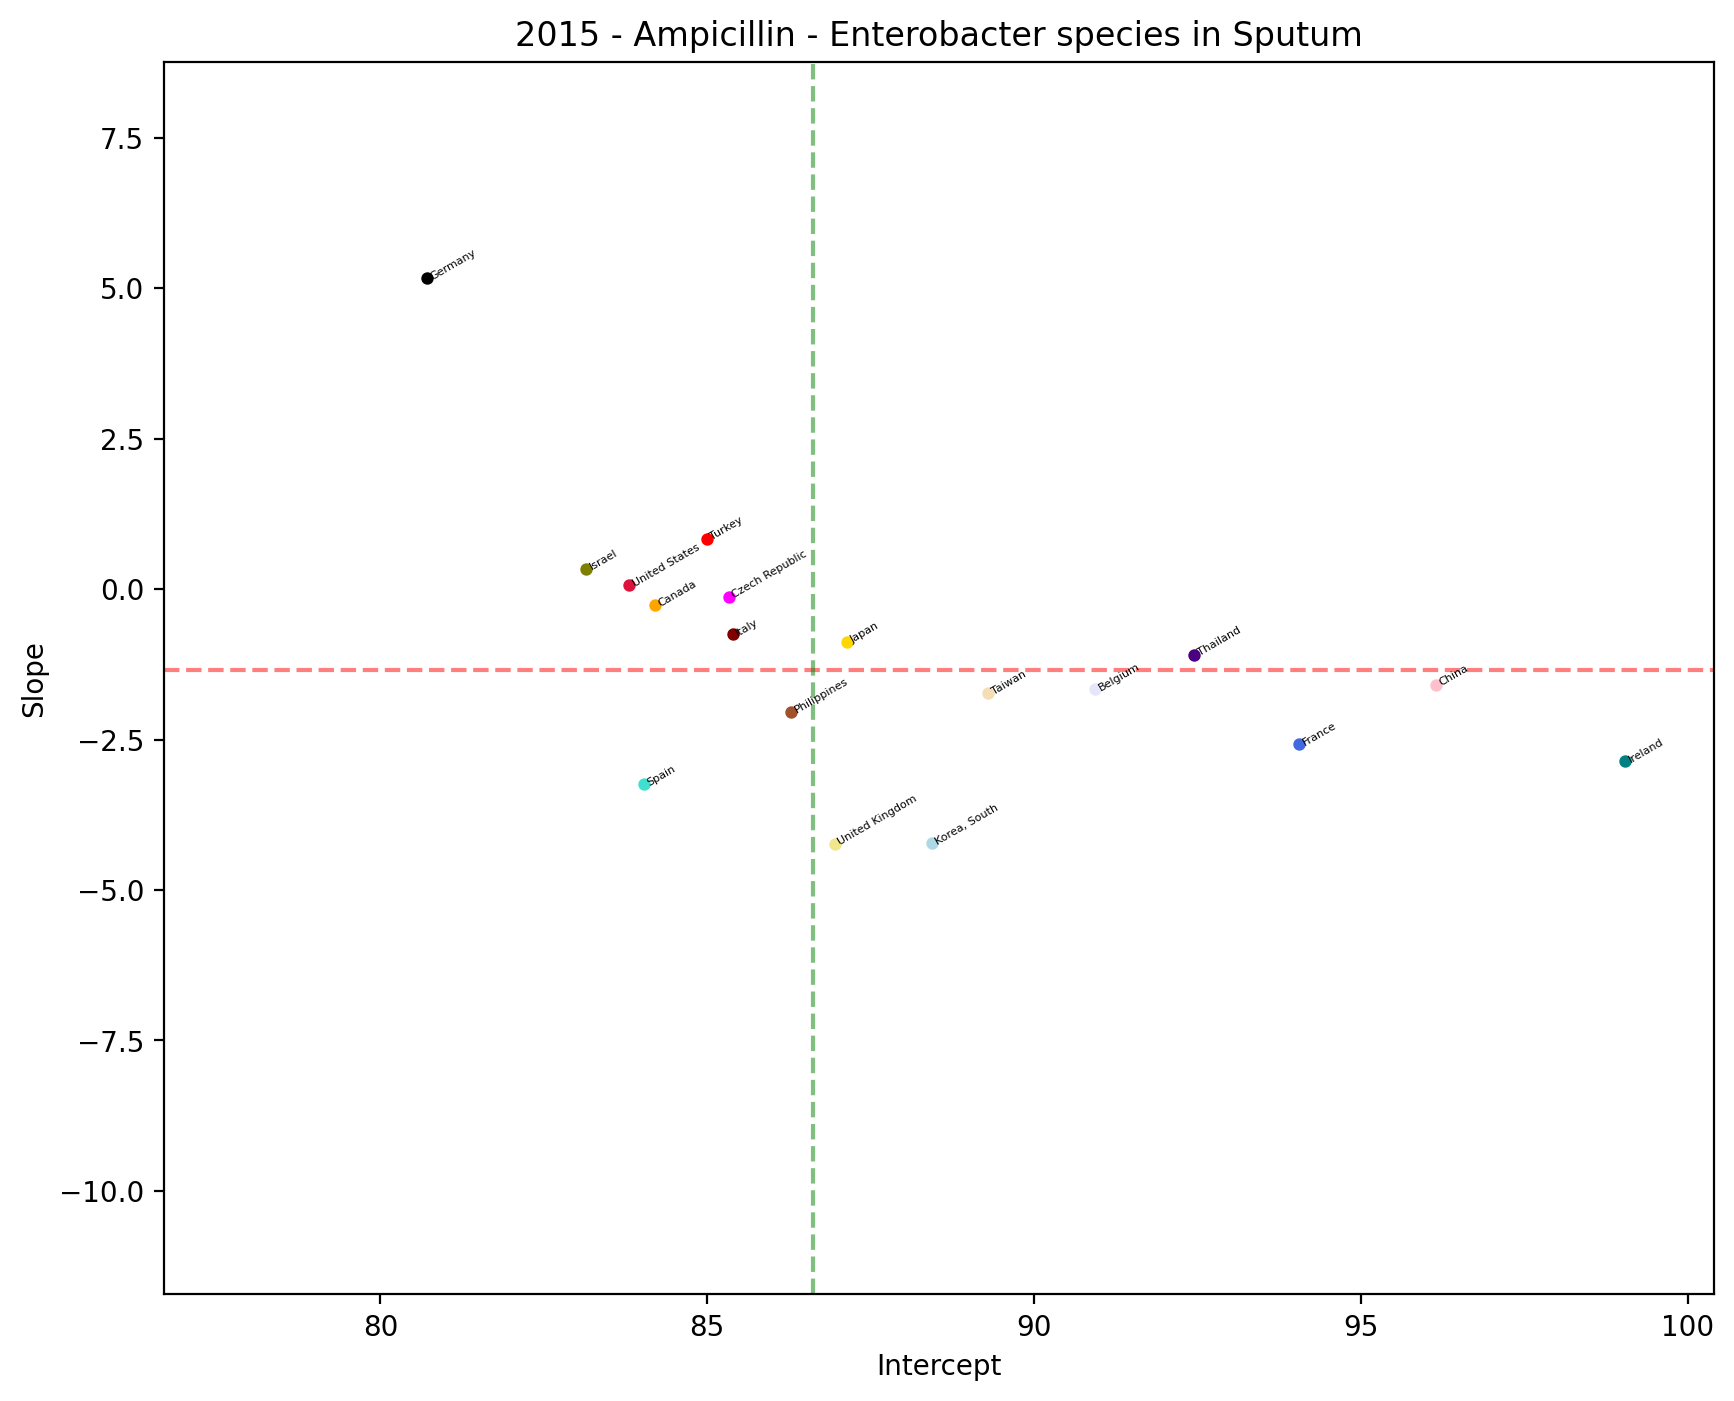 2015 - Ampicillin - Enterobacter species in Sputum
7.5
5.0
2.5
0.0
−2.5
−5.0
−7.5
−10.0
Slope
Germany
Turkey
Israel
United States
Czech Republic
Canada
Italy
Japan
Thailand
Philippines
Taiwan
Belgium
China
France
Ireland
Spain
United Kingdom
Korea, South
80
85
90
95
100
Intercept